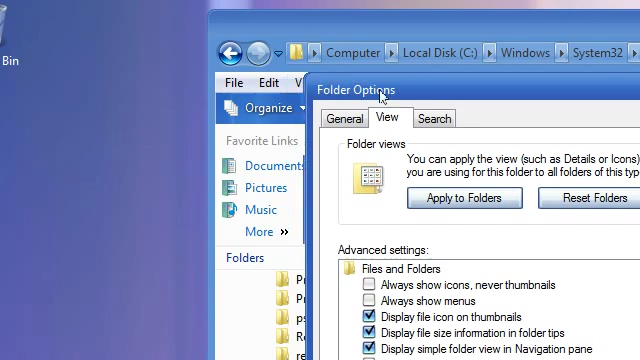 Bin
Computer Local Disk (C:) Windows System32
File Edit V
Folder Options
Organize
General View Search
Favorite Links
Folder views
Documents
You can apply the view (such as Details or Icons)
you are using for this folder to all folders of this typ
Pictures
Apply to Folders Reset Folders
Music
More »
Folders
Advanced settings:
Files and Folders
Always show icons, never thumbnails
Always show menus
Display file icon on thumbnails
Display file size information in folder tips
Display simple folder view in Navigation pane